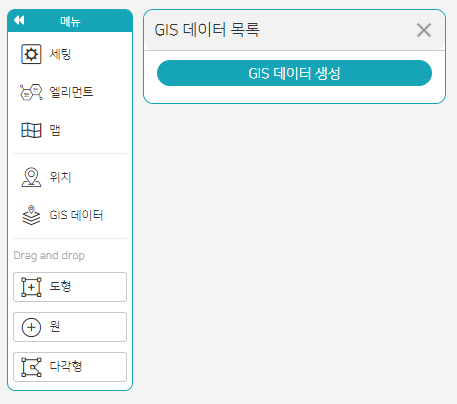 메뉴
세팅
엘리먼트
맵
위치
GIS 데이터
Drag and drop
도형
원
다각형
GIS 데이터 목록
GIS 데이터 생성